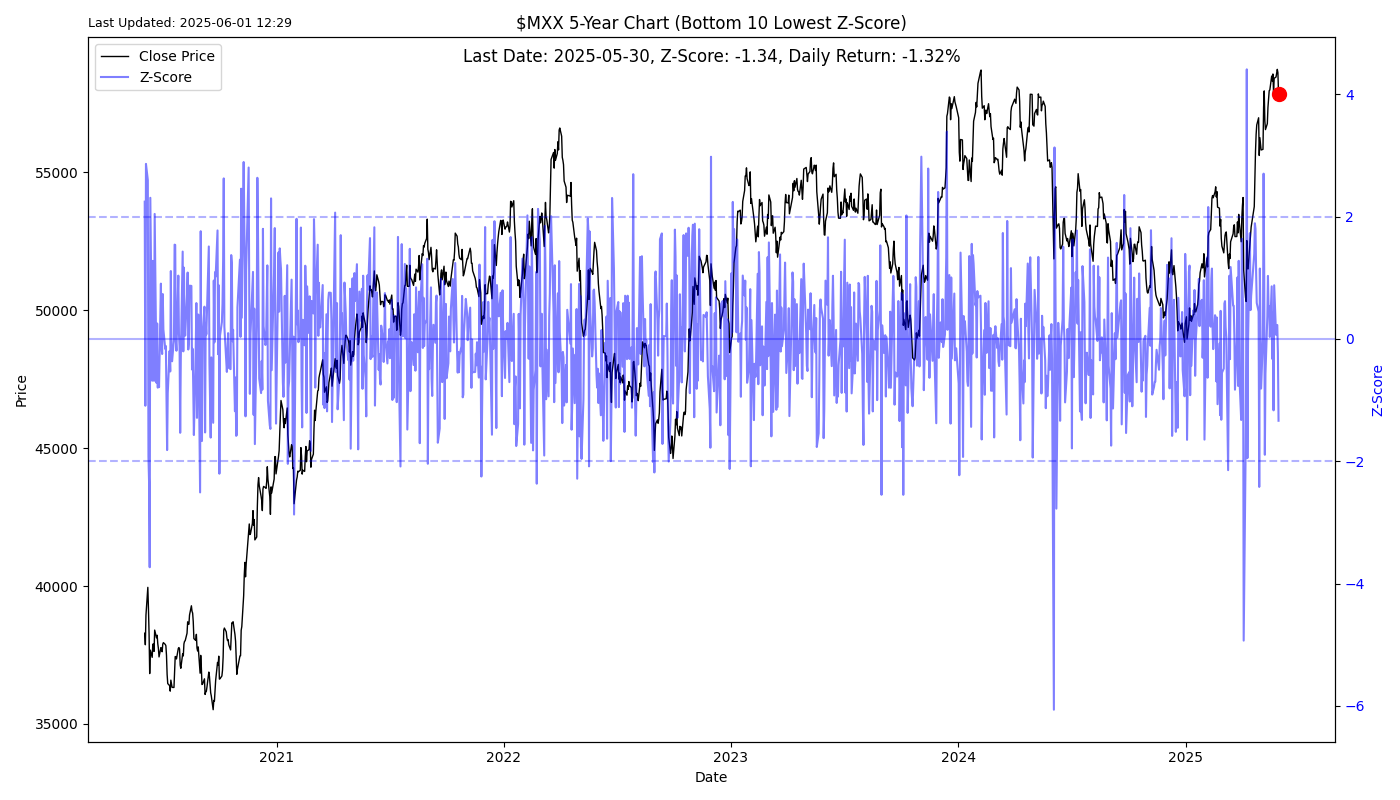 Last Updated: 2025-06-01 12:29
$MXX 5-Year Chart (Bottom 10 Lowest Z-Score)
Last Date: 2025-05-30, Z-Score: -1.34, Daily Return: -1.32%
Close Price
Z-Score
Price
55000
50000
45000
40000
35000
4
2
0
−2
−4
−6
Z-Score
2021
2022
2023
2024
2025
Date